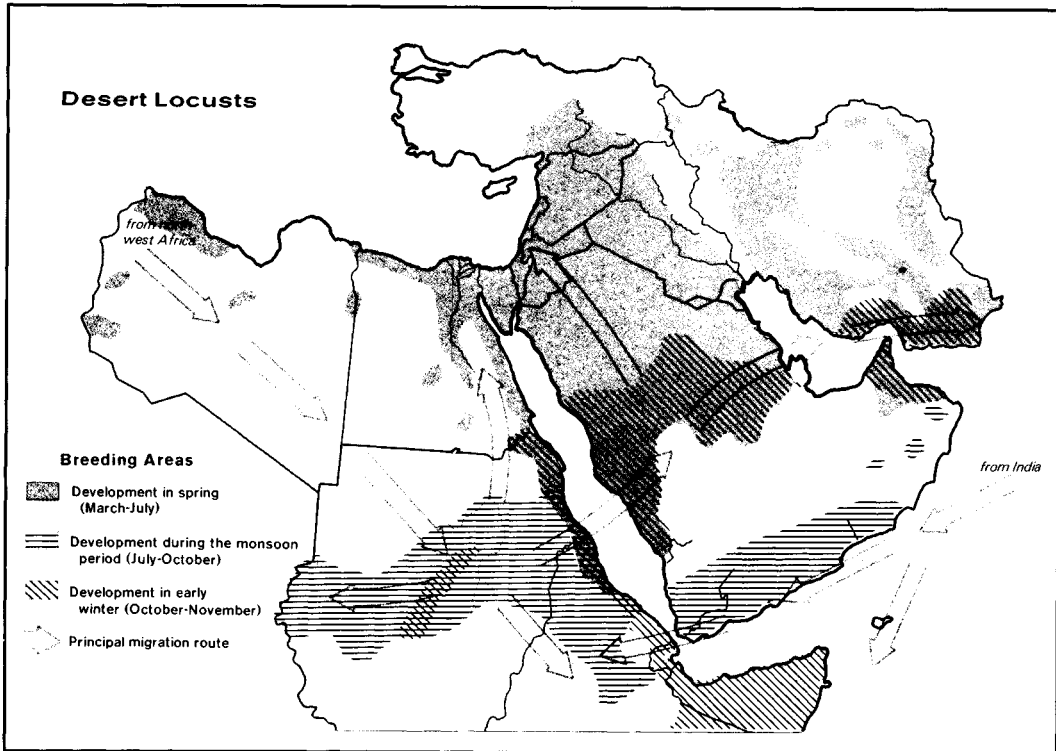 Desert Locusts
from
west Africa
from India
Breeding Areas
Development in spring
(March-July)
Development during the monsoon
period (July-October)
Development in early
winter (October-November)
Principal migration route